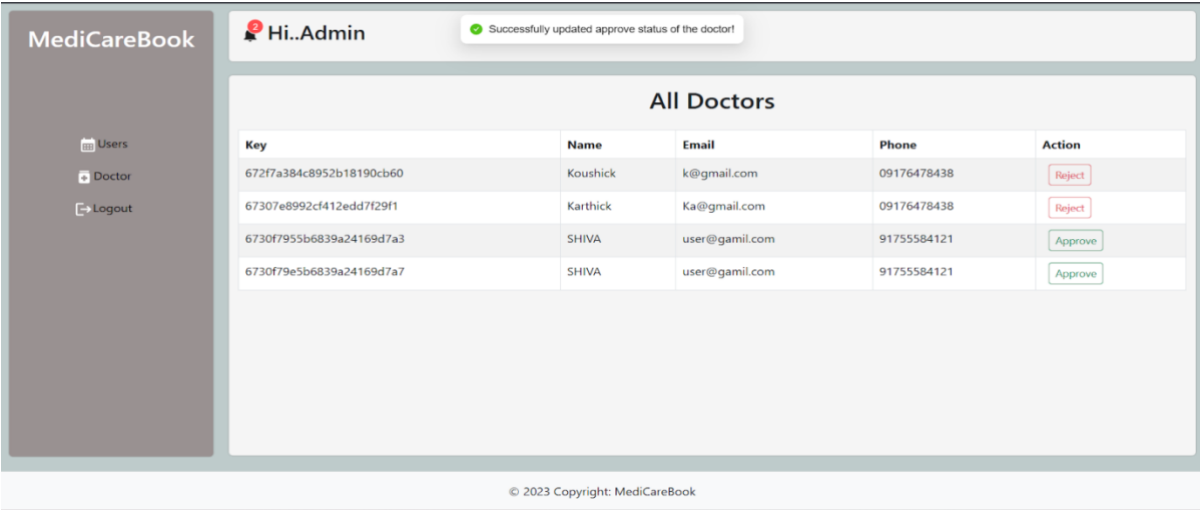 MediCareBook
2
Hi..Admin
Successfully updated approve status of the doctor!
Users
Doctor
Logout
All Doctors
Key Name Email Phone Action
672f7a384c8952b18190cb60 Koushick k@gmail.com 09176478438 Reject
67307e8992cf412edd7f29f1 Karthick Ka@gmail.com 09176478438 Reject
6730f7955b6839a24169d7a3 SHIVA user@gamil.com 91755584121 Approve
6730f79e5b6839a24169d7a7 SHIVA user@gamil.com 91755584121 Approve
© 2023 Copyright: MediCareBook